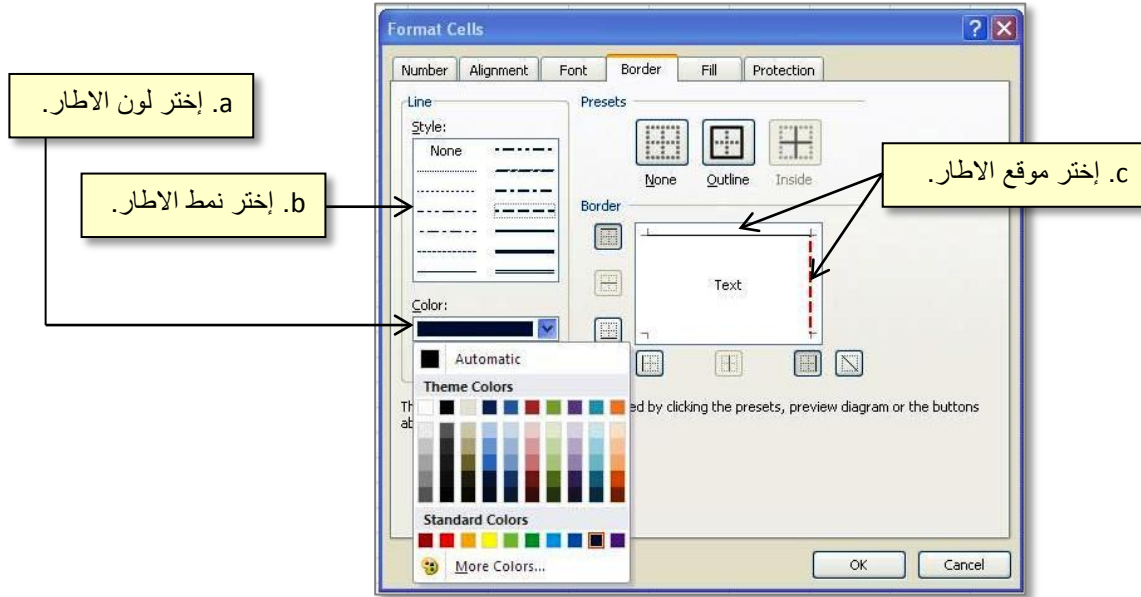 Format Cells
Number Alignment Font Border Fill Protection
a. إختر لون الاطار.
Line
Style:
None
b. إختر نمط الاطار.
Color:
Automatic
Theme Colors
Standard Colors
More Colors...
Presets
None Outline Inside
c. إختر موقع الاطار.
Border
Text
Th
ed by clicking the presets, preview diagram or the buttons
ab
OK Cancel